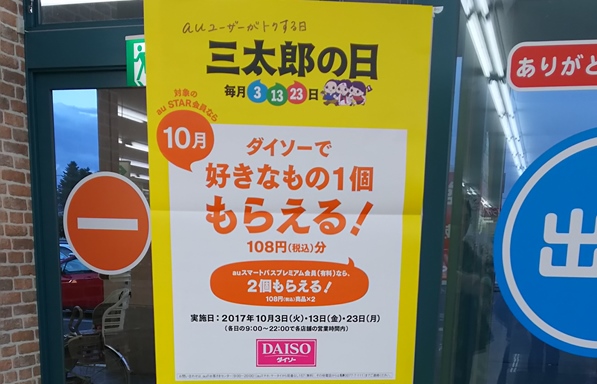 auユーザーがトクする日
三太郎の日
毎月3 13 23日
対象の
au STAR会員なら
10月
ダイソーで
好きなもの1個
もらえる!
108円(税込)分
auスマートパスプレミアム会員(有料)なら、
2個もらえる!
108円(税込)商品×2
実施日:2017年10月3日(火)・13日(金)・23日(月)
(各日の9:00〜22:00で各店舗の営業時間内)
DAISO
ダイソー
ありがと
出